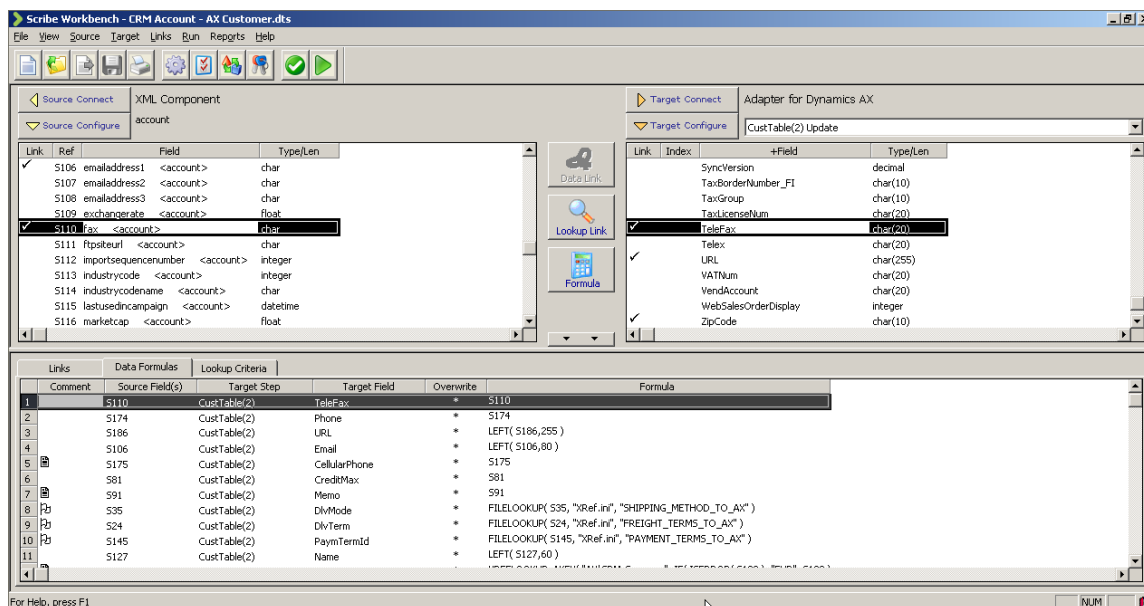 Scribe Workbench - CRM Account - AX Customer.dts
File View Source Target Links Run Reports Help
Source Connect XML Component
Source Configure account
Target Connect Adapter for Dynamics AX
Target Configure CustTable(2) Update
Link Ref Field Type/Len
S106 emailaddress1 <account> char
S107 emailaddress2 <account> char
S108 emailaddress3 <account> char
S109 exchangerate <account> float
S110 fax <account> char
S111 ftpsiteurl <account> char
S112 importsequencenumber <account> integer
S113 industrycode <account> integer
S114 industrycodename <account> char
S115 lastusedincampaign <account> datetime
S116 marketcap <account> float
Data Link
Lookup Link
Formula
Link Index +Field Type/Len
SyncVersion decimal
TaxBorderNumber_FI char(10)
TaxGroup char(10)
TaxLicenseNum char(20)
TeleFax char(20)
Telex char(20)
URL char(255)
VATNum char(20)
VendAccount char(20)
WebSalesOrderDisplay integer
ZipCode char(10)
Links Data Formulas Lookup Criteria
Comment Source Field(s) Target Step Target Field Overwrite Formula
1 S110 CustTable(2) TeleFax * S110
2 S174 CustTable(2) Phone * S174
3 S186 CustTable(2) URL * LEFT( S186,255 )
4 S106 CustTable(2) Email * LEFT( S106,80 )
5 S175 CustTable(2) CellularPhone * S175
6 S81 CustTable(2) CreditMax * S81
7 S91 CustTable(2) Memo * S91
8 S35 CustTable(2) DlvMode * FILELOOKUP( S35, "XRef.ini", "SHIPPING_METHOD_TO_AX" )
9 S24 CustTable(2) DlvTerm * FILELOOKUP( S24, "XRef.ini", "FREIGHT_TERMS_TO_AX" )
10 S145 CustTable(2) PaymTermId * FILELOOKUP( S145, "XRef.ini", "PAYMENT_TERMS_TO_AX" )
11 S127 CustTable(2) Name * LEFT( S127,60 )
For Help, press F1
NUM